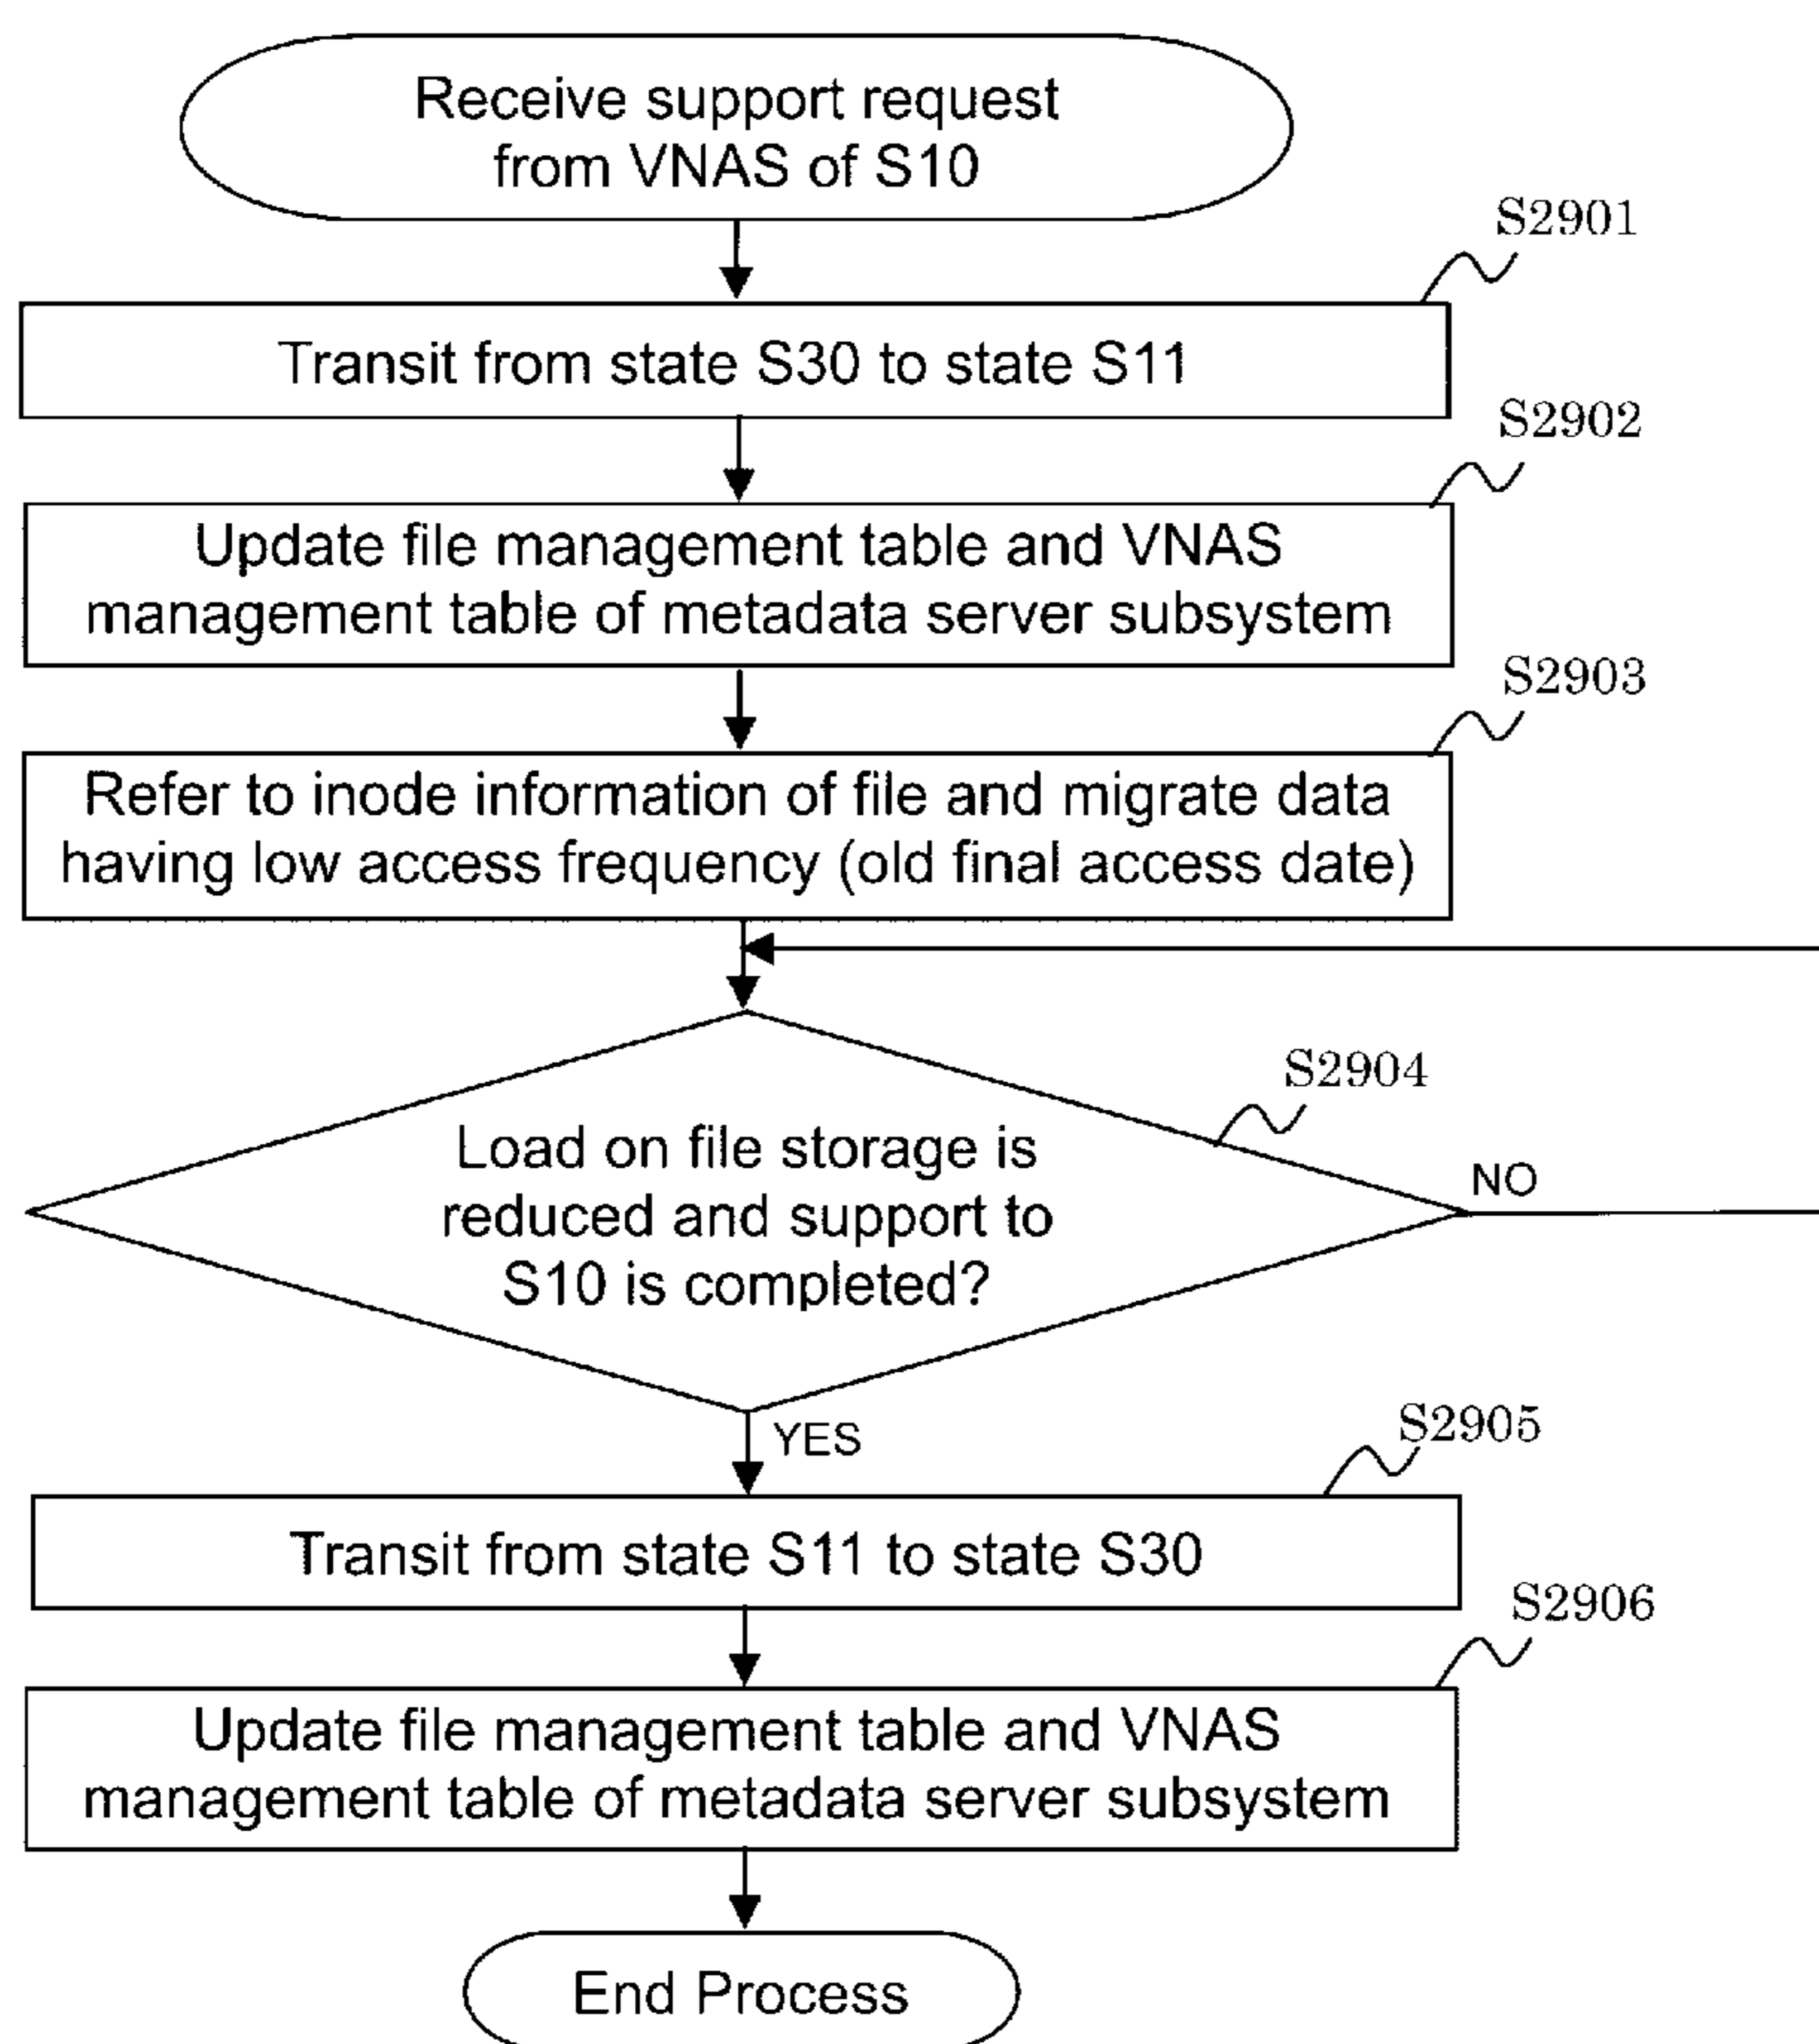 Receive support request
from VNAS of S10
S2901
Transit from state S30 to state S11
S2902
Update file management table and VNAS
management table of metadata server subsystem
S2903
Refer to inode information of file and migrate data
having low access frequency (old final access date)
S2904
Load on file storage is
reduced and support to
S10 is completed?
NO
YES
S2905
Transit from state S11 to state S30
S2906
Update file management table and VNAS
management table of metadata server subsystem
End Process